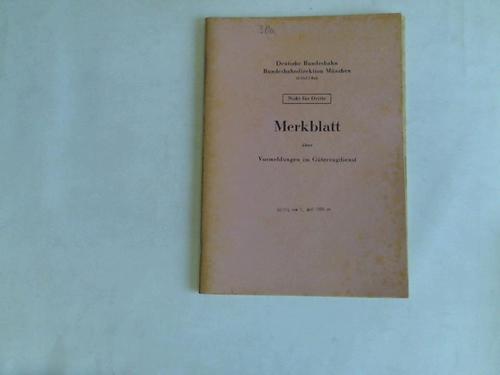 Deutsche Bundesbahn
Bundesbahndirektion München
Nicht für Dritte
Merkblatt
über
Vormeldungen im Güterzugdienst